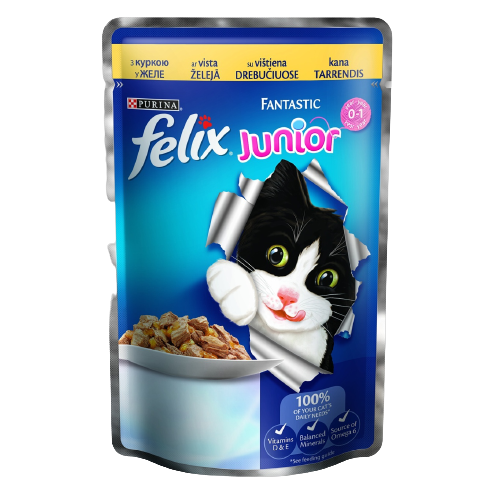 з куркою
у ЖЕЛЕ
ar vista
ŽELEJĀ
su vištiena
DREBUČIUOSE
kana
TARRENDIS
PURINA
FANTASTIC
felix®
Junior
0-1
100%
OF YOUR CAT'S
DAILY NEEDS*
Vitamins
D & E
Balanced
Minerals
Source of
Omega 6
*See feeding guide